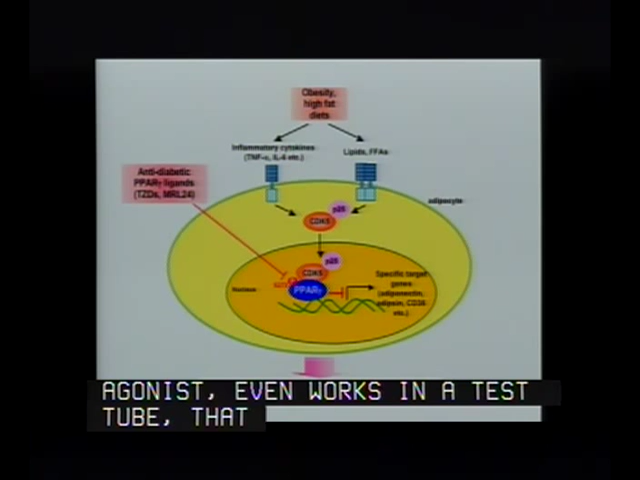 Obesity,
high fat
diets
Inflammatory cytokines
(TNF-α, IL-6 etc.)
Lipids, FFAs
Anti-diabetic
PPARγ ligands
(TZDs, MRL24)
adipocyte
p25
CDK5
p25
CDK5
Nucleus
PPARγ
Specific target
genes
(adiponectin,
adipsin, CD36
etc.)
AGONIST, EVEN WORKS IN A TEST
TUBE, THAT